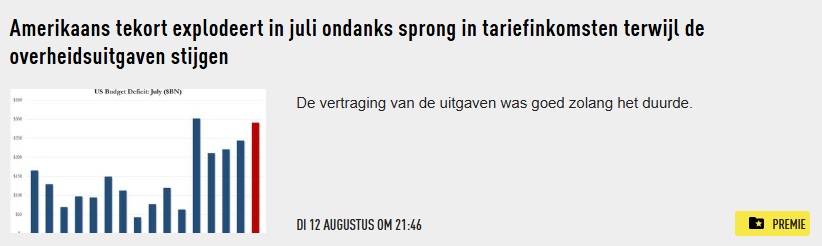 Amerikaans tekort explodeert in juli ondanks sprong in tariefinkomsten terwijl de
overheidsuitgaven stijgen
US Budget Deficit: July ($BN)
$350
$300
$250
$200
$150
$100
$50
$0
De vertraging van de uitgaven was goed zolang het duurde.
DI 12 AUGUSTUS OM 21:46
PREMIE